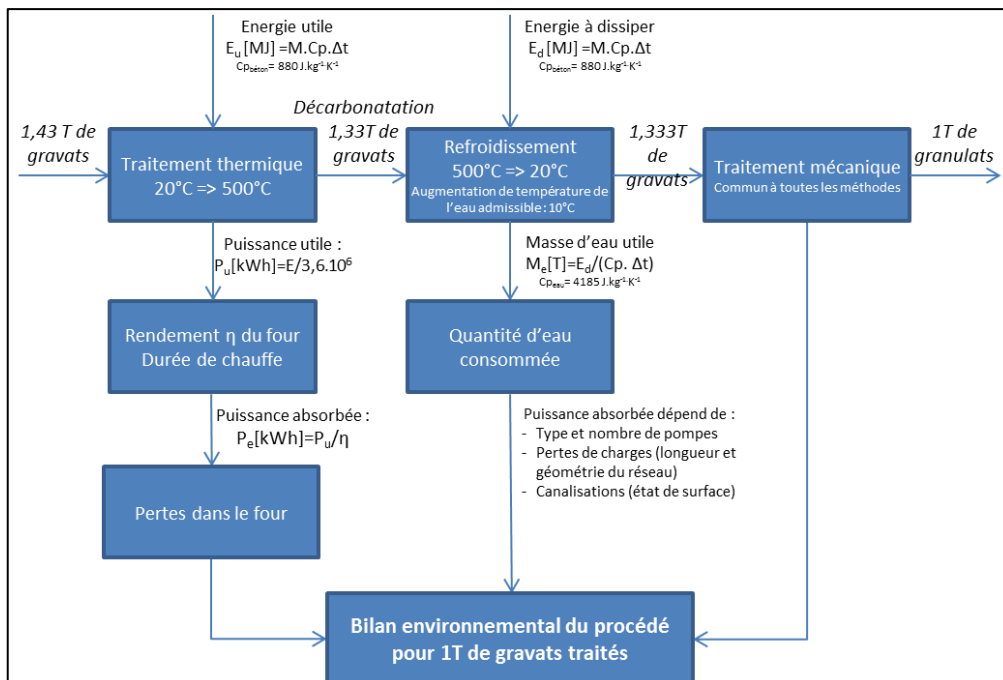 Energie utile
Eᵤ [MJ] =M.Cp.Δt
Cp_béton= 880 J.kg⁻¹·K⁻¹
Energie à dissiper
E_d [MJ] =M.Cp.Δt
Cp_béton= 880 J.kg⁻¹·K⁻¹
1,43 T de
gravats
Traitement thermique
20°C => 500°C
Décarbonatation
1,33T de
gravats
Refroidissement
500°C => 20°C
Augmentation de température de
l'eau admissible : 10°C
1,333T
de
gravats
Traitement mécanique
Commun à toutes les méthodes
1T de
granulats
Puissance utile :
Pᵤ[kWh]=E/3,6.10⁶
Masse d'eau utile
Mₑ[T]=E_d/(Cp. Δt)
Cp_eau= 4185 J.kg⁻¹·K⁻¹
Rendement η du four
Durée de chauffe
Quantité d'eau
consommée
Puissance absorbée :
Pₑ[kWh]=Pᵤ/η
Puissance absorbée dépend de :
- Type et nombre de pompes
- Pertes de charges (longueur et
géométrie du réseau)
- Canalisations (état de surface)
Pertes dans le four
Bilan environnemental du procédé
pour 1T de gravats traités